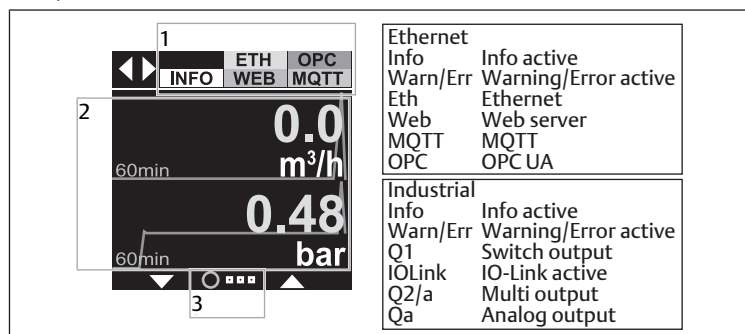 1
ETH OPC
INFO WEB MQTT
2
0.0
60min m³/h
0.48
60min bar
3
Ethernet
Info Info active
Warn/Err Warning/Error active
Eth Ethernet
Web Web server
MQTT MQTT
OPC OPC UA
Industrial
Info Info active
Warn/Err Warning/Error active
Q1 Switch output
IOLink IO-Link active
Q2/a Multi output
Qa Analog output